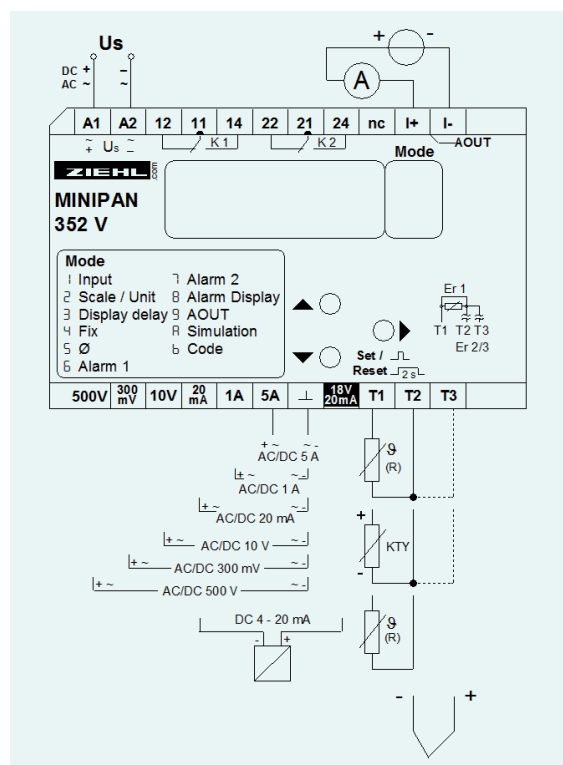 Us
DC + -
AC ~ ~
+ -
A
A1 A2 12 11 14 22 21 24 nc I+ I-
~ Us ~ K1 K2 AOUT
+ -
Mode
ZIEHL.com
MINIPAN
352 V
Mode
1 Input 7 Alarm 2
2 Scale / Unit 8 Alarm Display
3 Display delay 9 AOUT
4 Fix A Simulation
5 Ø b Code
6 Alarm 1
Er 1
T1 T2 T3
Er 2/3
Set /
Reset 2 s
500V 300 mV 10V 20 mA 1A 5A ⊥ 18V 20mA T1 T2 T3
+ ~ ~ -
AC/DC 5 A
+ ~ ~ -
AC/DC 1 A
+ ~ ~ -
AC/DC 20 mA
+ ~ AC/DC 10 V ~ -
+ ~ AC/DC 300 mV ~ -
+ ~ AC/DC 500 V ~ -
DC 4 - 20 mA
- +
ϑ
(R)
+
KTY
-
ϑ
(R)
- +